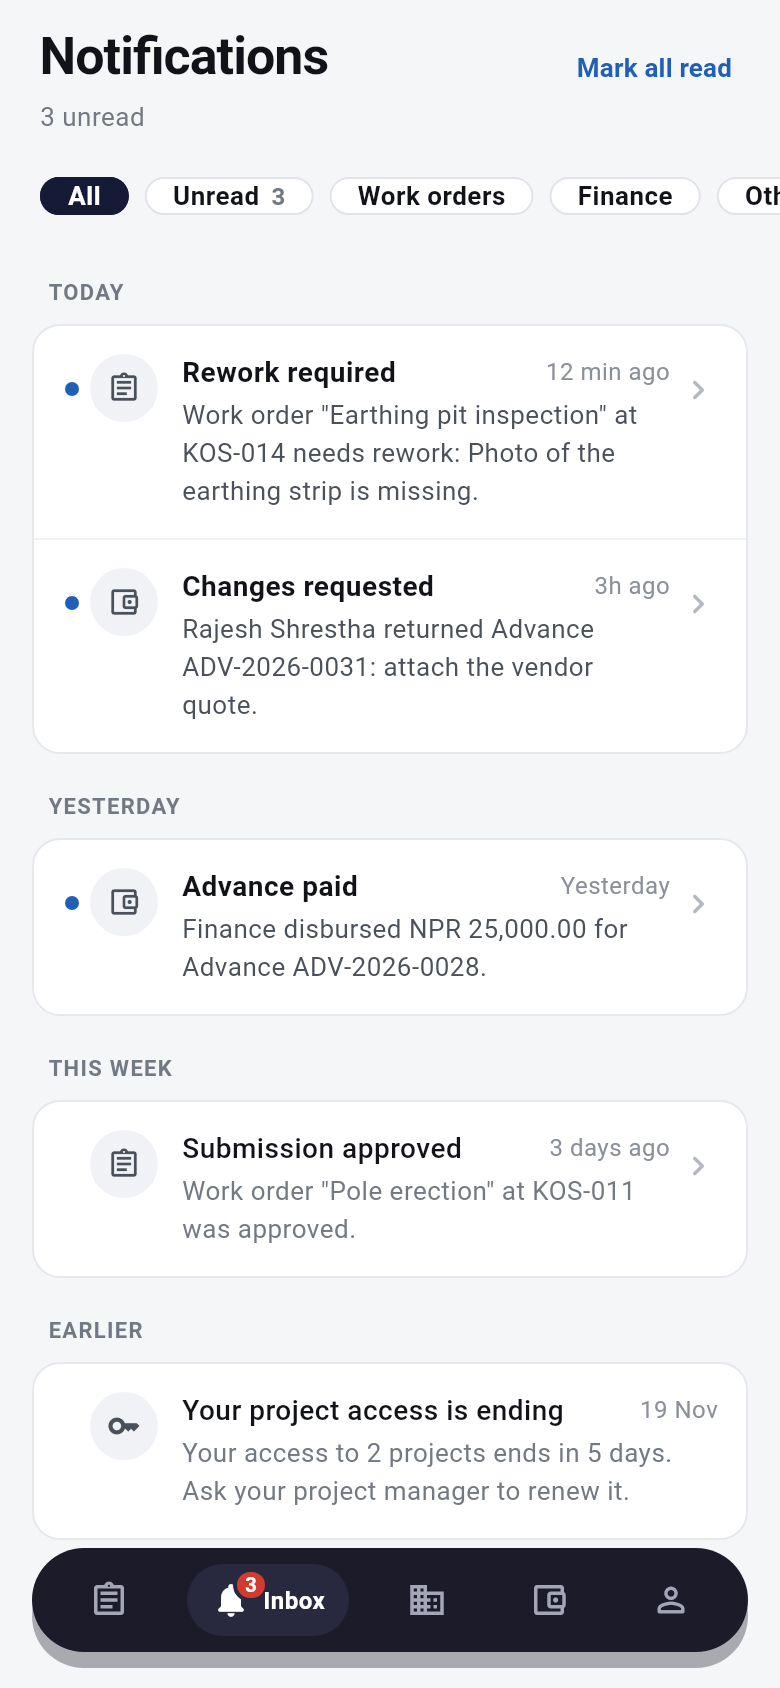 Notifications
Mark all read
3 unread
All
Unread 3
Work orders
Finance
Oth
TODAY
Rework required
12 min ago
Work order "Earthing pit inspection" at
KOS-014 needs rework: Photo of the
earthing strip is missing.
Changes requested
3h ago
Rajesh Shrestha returned Advance
ADV-2026-0031: attach the vendor
quote.
YESTERDAY
Advance paid
Yesterday
Finance disbursed NPR 25,000.00 for
Advance ADV-2026-0028.
THIS WEEK
Submission approved
3 days ago
Work order "Pole erection" at KOS-011
was approved.
EARLIER
Your project access is ending
19 Nov
Your access to 2 projects ends in 5 days.
Ask your project manager to renew it.
3
Inbox